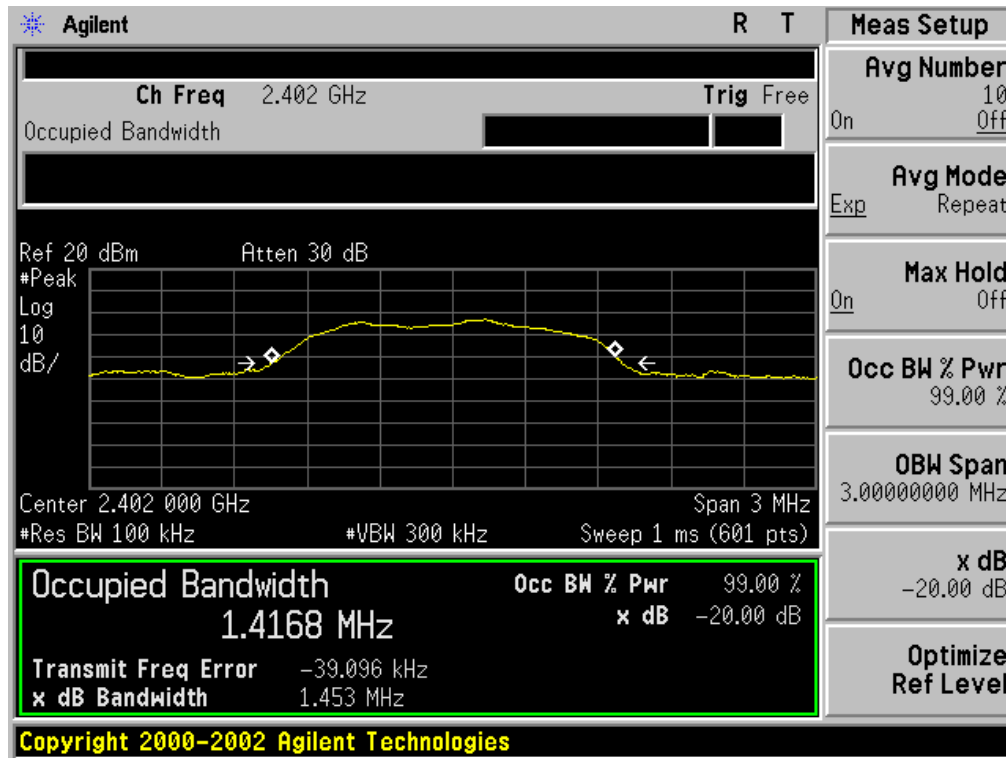 Agilent R T
Ch Freq 2.402 GHz Trig Free
Occupied Bandwidth
Ref 20 dBm Atten 30 dB
#Peak
Log
10
dB/
Center 2.402 000 GHz Span 3 MHz
#Res BW 100 kHz #VBW 300 kHz Sweep 1 ms (601 pts)
Occupied Bandwidth Occ BW % Pwr 99.00 %
1.4168 MHz x dB -20.00 dB
Transmit Freq Error -39.096 kHz
x dB Bandwidth 1.453 MHz
Copyright 2000-2002 Agilent Technologies
Meas Setup
Avg Number
10
On Off
Avg Mode
Exp Repeat
Max Hold
On Off
Occ BW % Pwr
99.00 %
OBW Span
3.00000000 MHz
x dB
-20.00 dB
Optimize
Ref Level